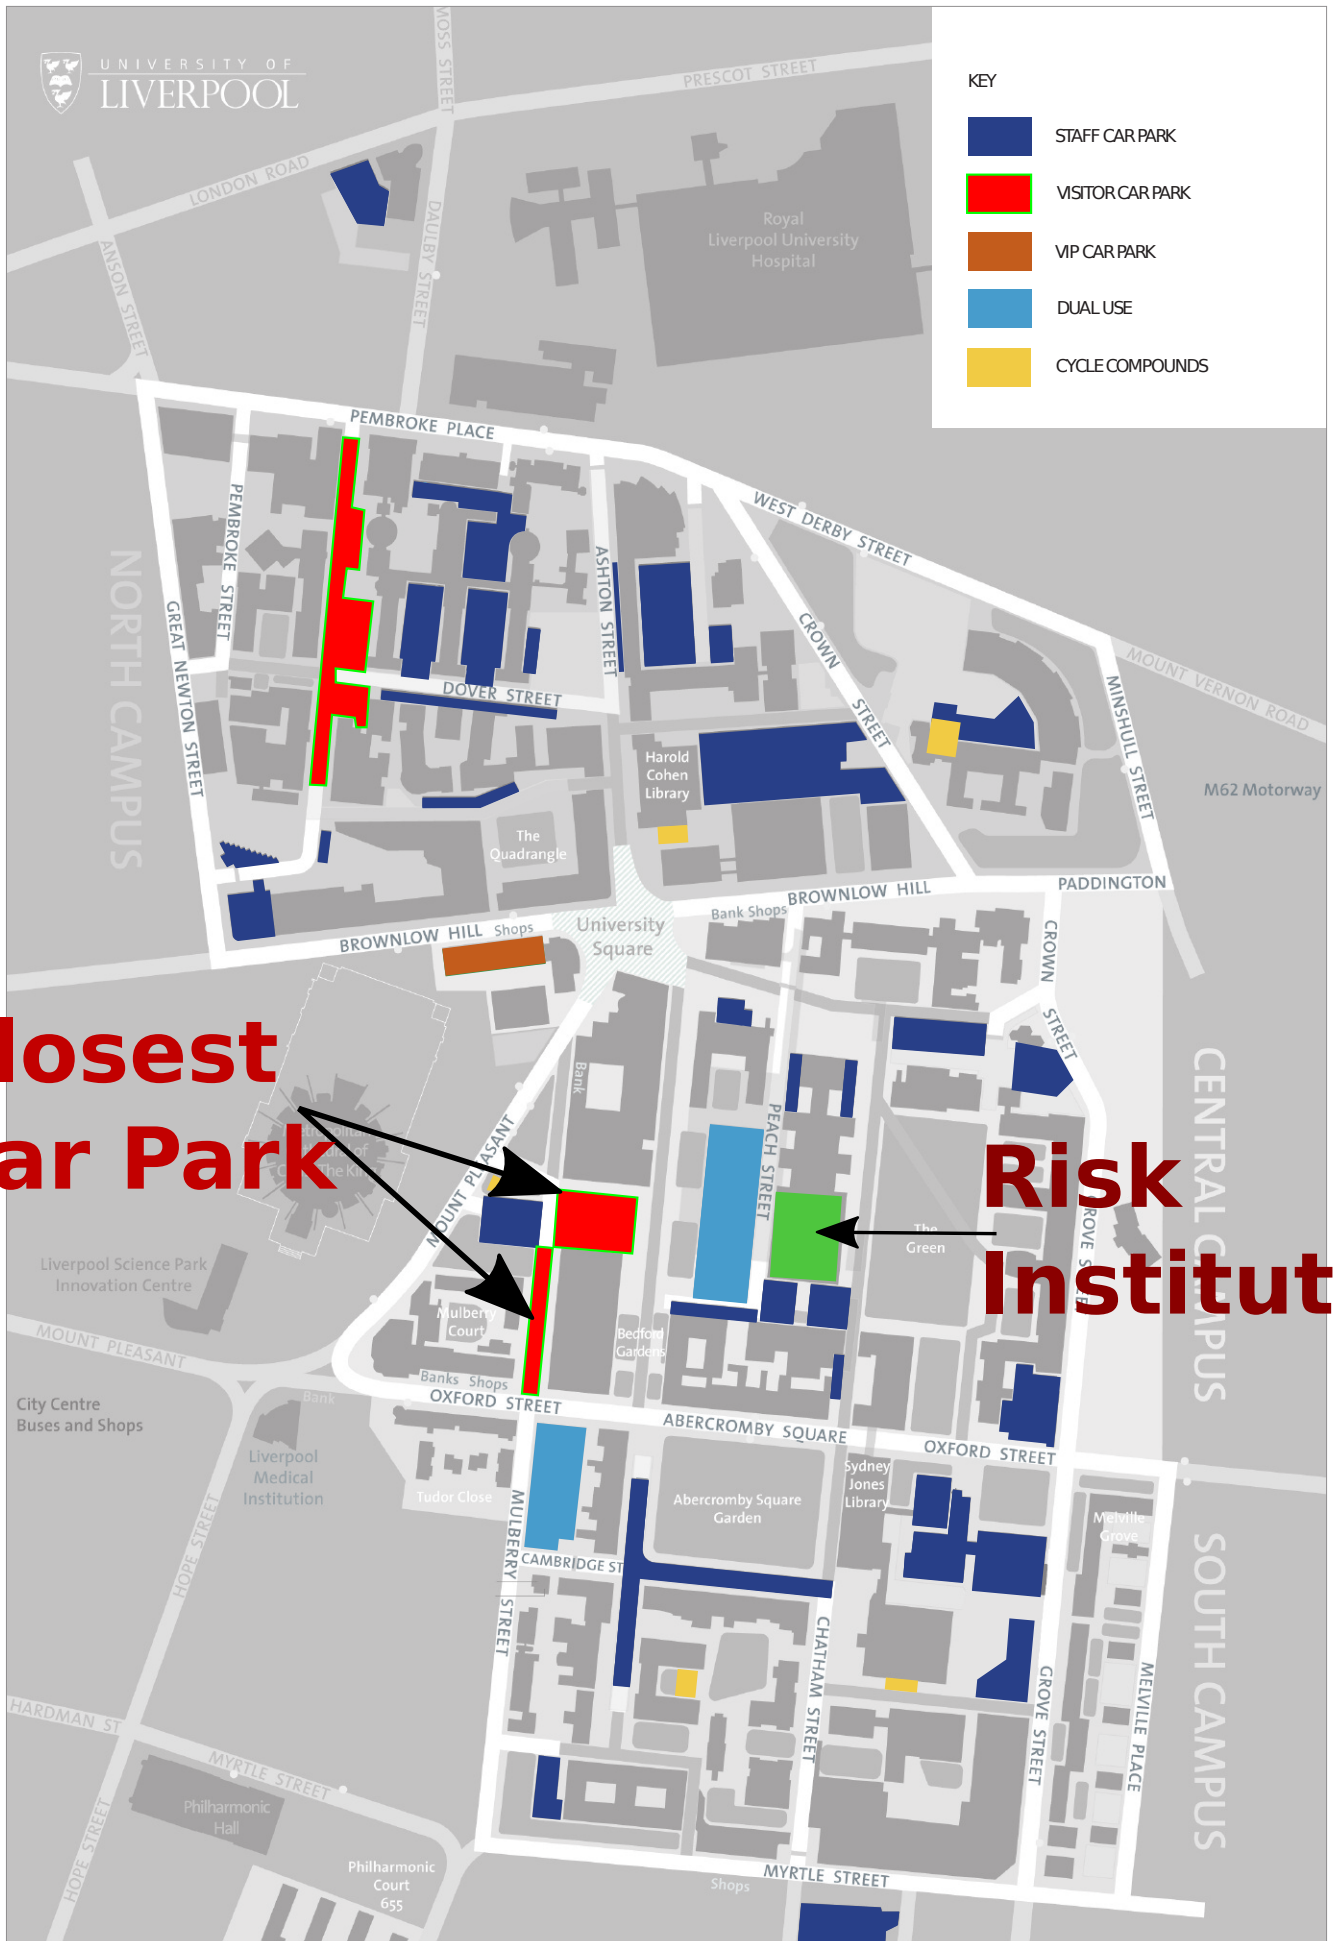 UNIVERSITY OF
LIVERPOOL
MOSS STREET
PRESCOT STREET
KEY
STAFF CAR PARK
VISITOR CAR PARK
VIP CAR PARK
DUAL USE
CYCLE COMPOUNDS
LONDON ROAD
DAULBY STREET
ANSON STREET
Royal
Liverpool University
Hospital
PEMBROKE PLACE
WEST DERBY STREET
PEMBROKE STREET
ASHTON STREET
NORTH CAMPUS
GREAT NEWTON STREET
CROWN
STREET
MOUNT VERNON ROAD
MINSHULL STREET
DOVER STREET
Harold
Cohen
Library
M62 Motorway
The
Quadrangle
PADDINGTON
BROWNLOW HILL
Bank Shops
BROWNLOW HILL
Shops
University
Square
CROWN
STREET
losest
ar Park
Bank
MOUNT PLEASANT
PEACH STREET
Risk
Institut
CENTRAL CAMPUS
The
Green
Liverpool Science Park
Innovation Centre
Mulberry
Court
Bedford
Gardens
MOUNT PLEASANT
Banks Shops
Bank
OXFORD STREET
ABERCROMBY SQUARE
OXFORD STREET
City Centre
Buses and Shops
Liverpool
Medical
Institution
Tudor Close
Abercromby Square
Garden
Sydney
Jones
Library
Melville
Grove
MULBERRY
STREET
CAMBRIDGE ST
HOPE STREET
SOUTH CAMPUS
CHATHAM STREET
GROVE STREET
MELVILLE PLACE
HARDMAN ST
MYRTLE STREET
Philharmonic
Hall
HOPE STREET
Philharmonic
Court
655
Shops
MYRTLE STREET